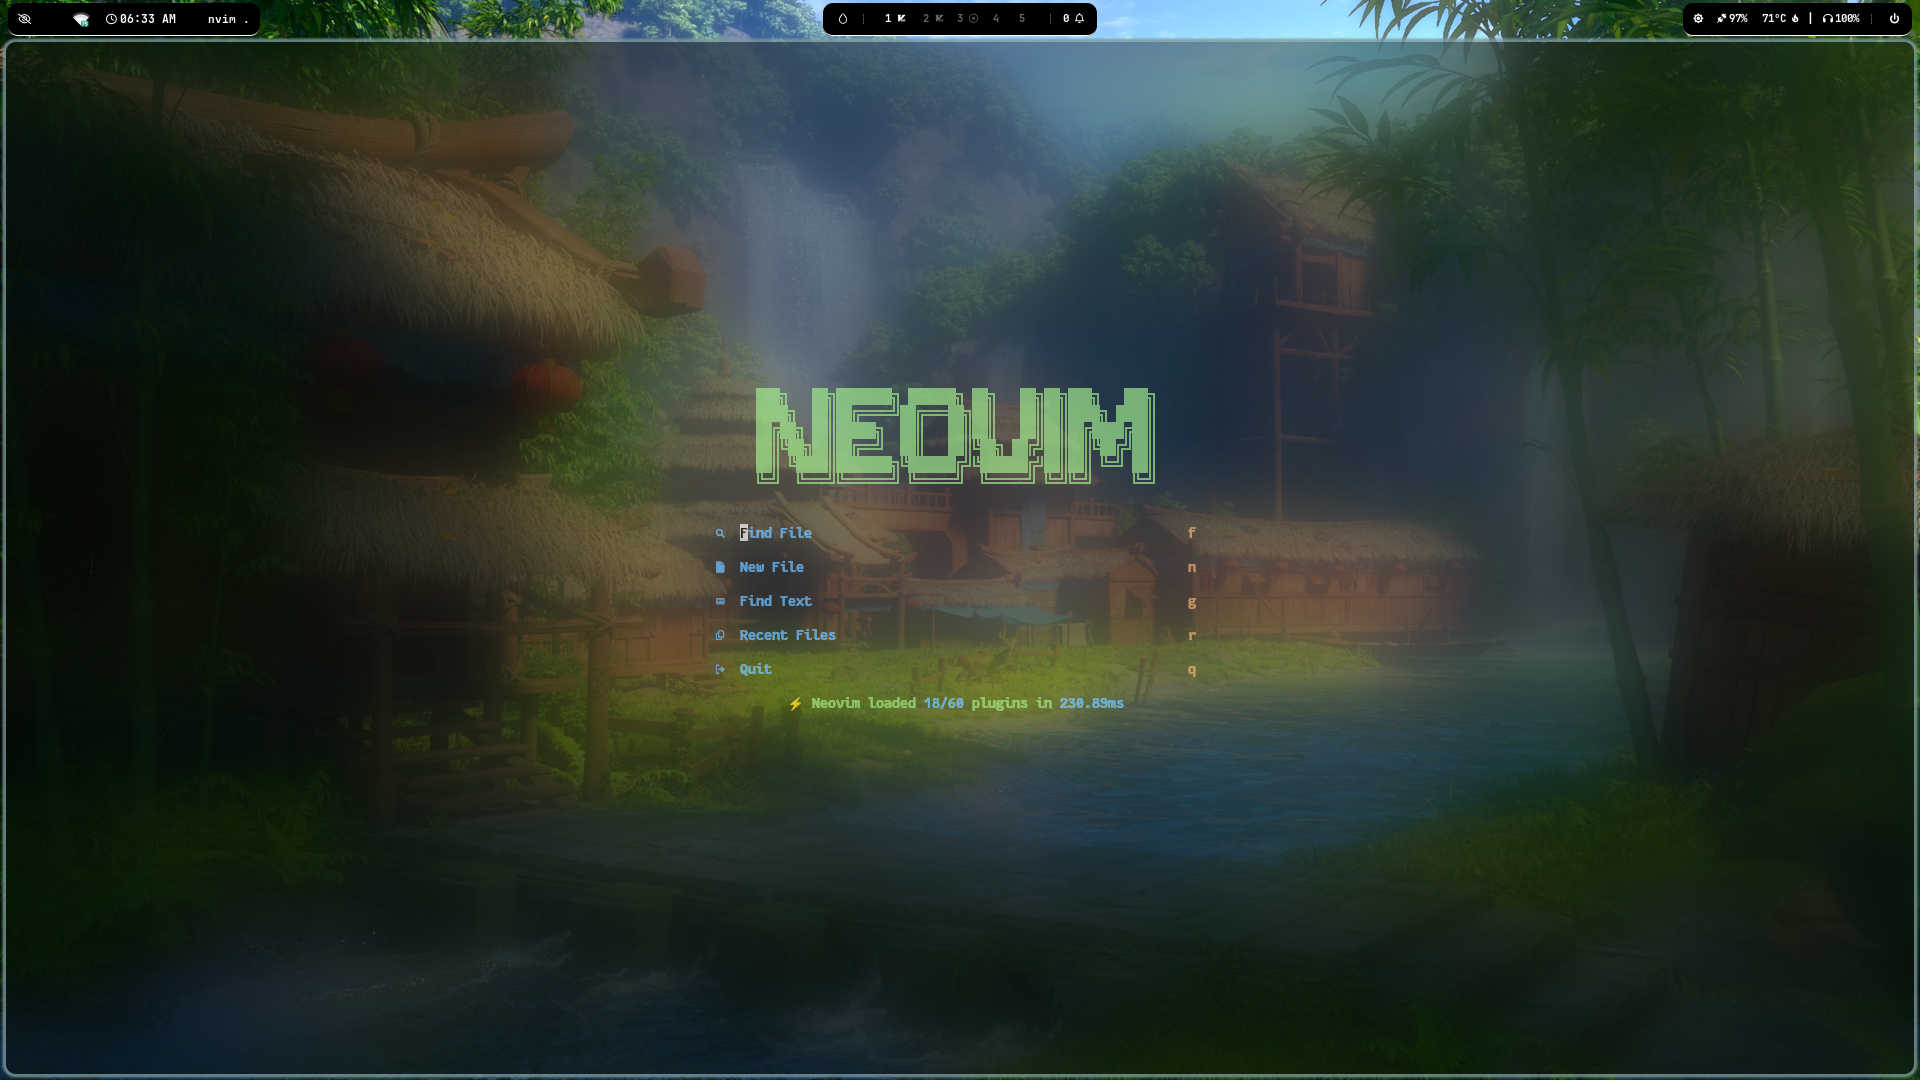 06:33 AM nvim .
1 2 3 4 5 0
97% 71°C 100%
NEOVIM
Find File f
New File n
Find Text g
Recent Files r
Quit q
⚡ Neovim loaded 18/60 plugins in 230.89ms